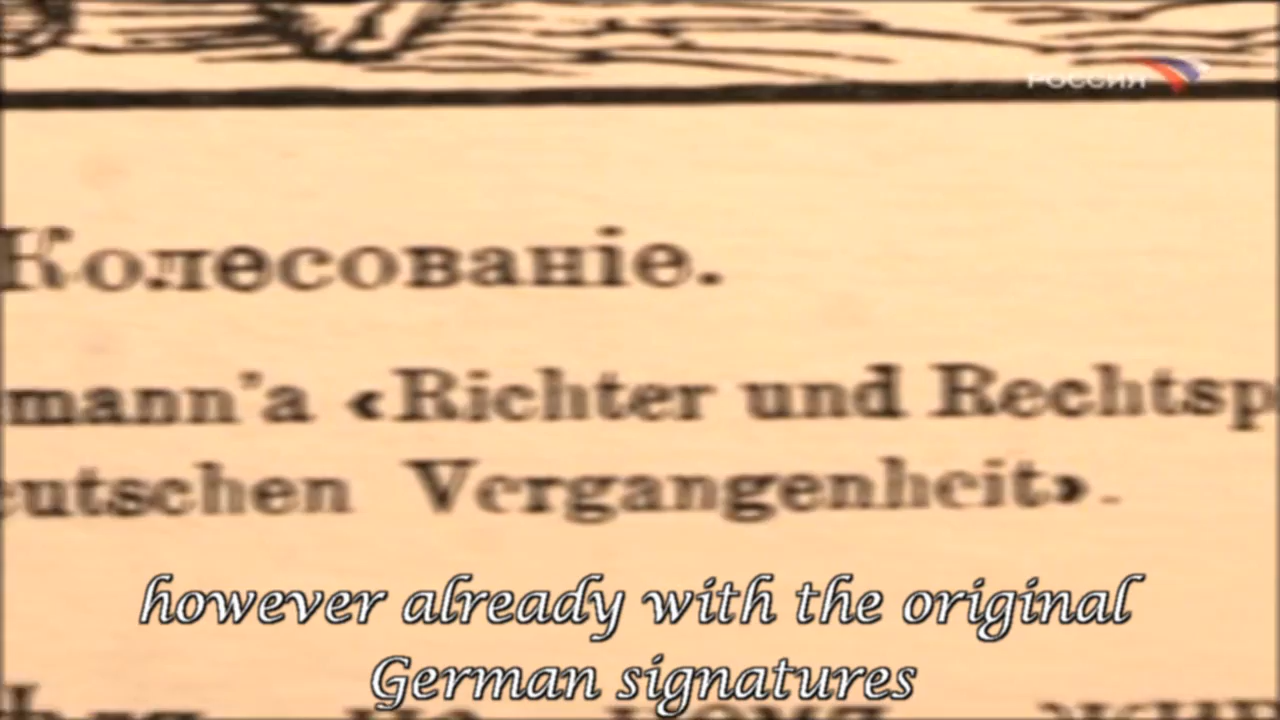 РОССИЯ
Колесованіе.
mann'а «Richter und Rechtsp
eutschen Vergangenheit».
however already with the original
German signatures